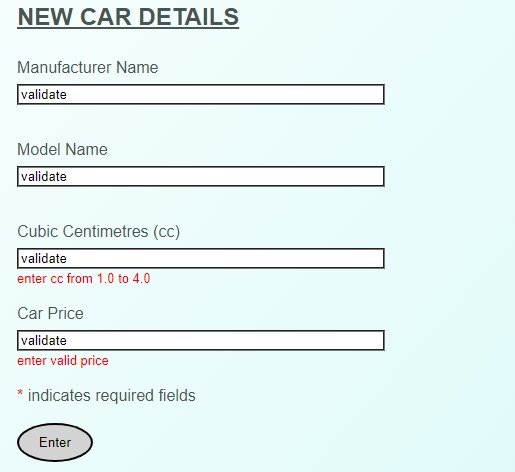 NEW CAR DETAILS
Manufacturer Name
validate
Model Name
validate
Cubic Centimetres (cc)
validate
enter cc from 1.0 to 4.0
Car Price
validate
enter valid price
* indicates required fields
Enter